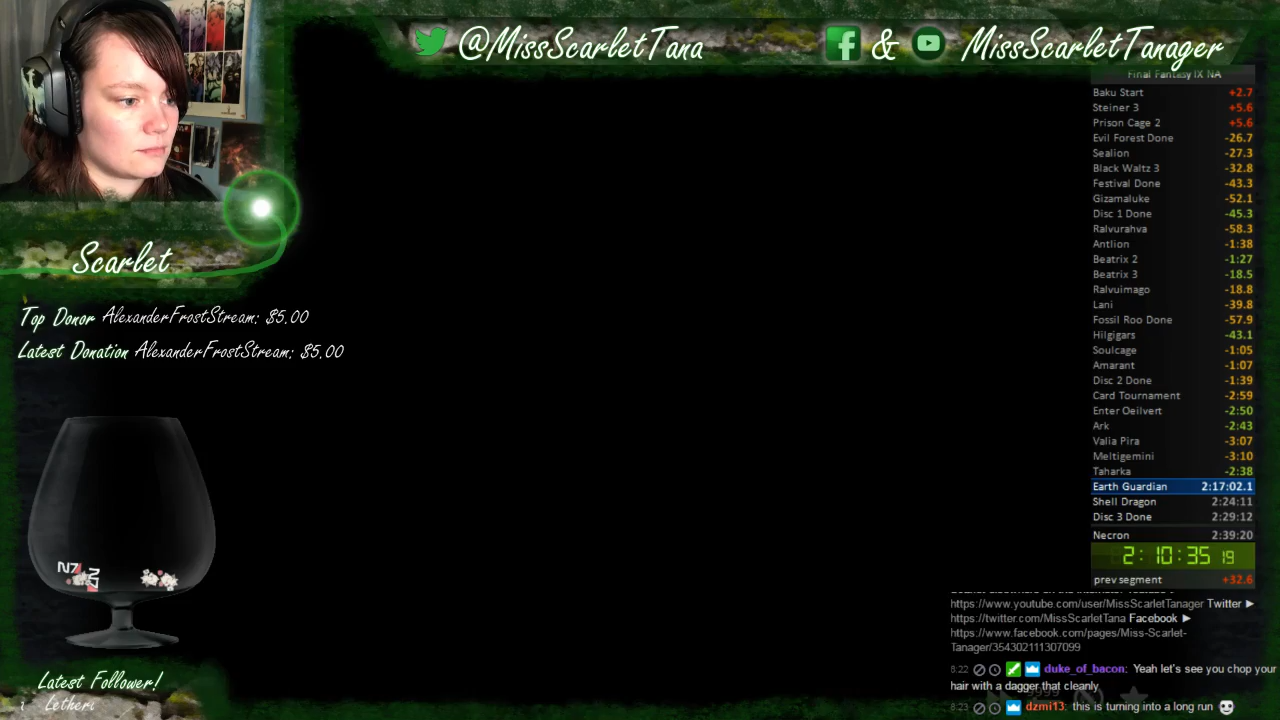 @MissScarletTana
& MissScarletTanager
Scarlet
Top Donor AlexanderFrostStream: $5.00
Latest Donation AlexanderFrostStream: $5.00
N7
N7
Latest Follower!
Letheri
Final Fantasy IX NA
Baku Start +2.7
Steiner 3 +5.6
Prison Cage 2 +5.6
Evil Forest Done -26.7
Sealion -27.3
Black Waltz 3 -32.8
Festival Done -43.3
Gizamaluke -52.1
Disc 1 Done -45.3
Ralvurahva -58.3
Antlion -1:38
Beatrix 2 -1:27
Beatrix 3 -18.5
Ralvuimago -18.8
Lani -39.8
Fossil Roo Done -57.9
Hilgigars -43.1
Soulcage -1:05
Amarant -1:07
Disc 2 Done -1:39
Card Tournament -2:59
Enter Oeilvert -2:50
Ark -2:43
Valia Pira -3:07
Meltigemini -3:10
Taharka -2:38
Earth Guardian 2:17:02.1
Shell Dragon 2:24:11
Disc 3 Done 2:29:12
Necron 2:39:20
2:10:35 19
prev segment +32.6
https://www.youtube.com/user/MissScarletTanager Twitter ►
https://twitter.com/MissScarletTana Facebook ►
https://www.facebook.com/pages/Miss-Scarlet-
Tanager/354302111307099
8:22 duke_of_bacon: Yeah let's see you chop your
hair with a dagger that cleanly
8:23 dzmi13: this is turning into a long run